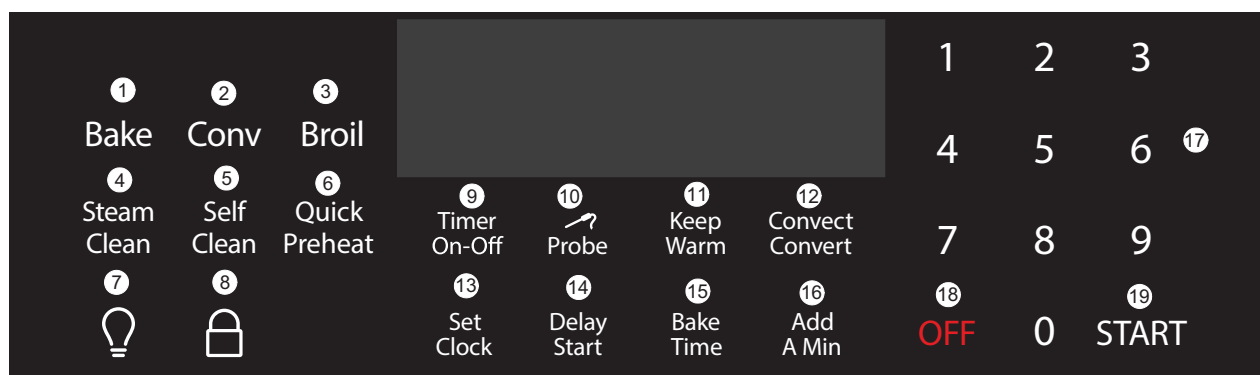 1 2 3
1 2 3
Bake Conv Broil
4 5 6 17
4 5 6
Steam Self Quick
Clean Clean Preheat
9 10 11 12
Timer Keep Convect
On-Off Probe Warm Convert
7 8 9
7 8
13 14 15 16 18 19
Set Delay Bake Add
Clock Start Time A Min
OFF 0 START